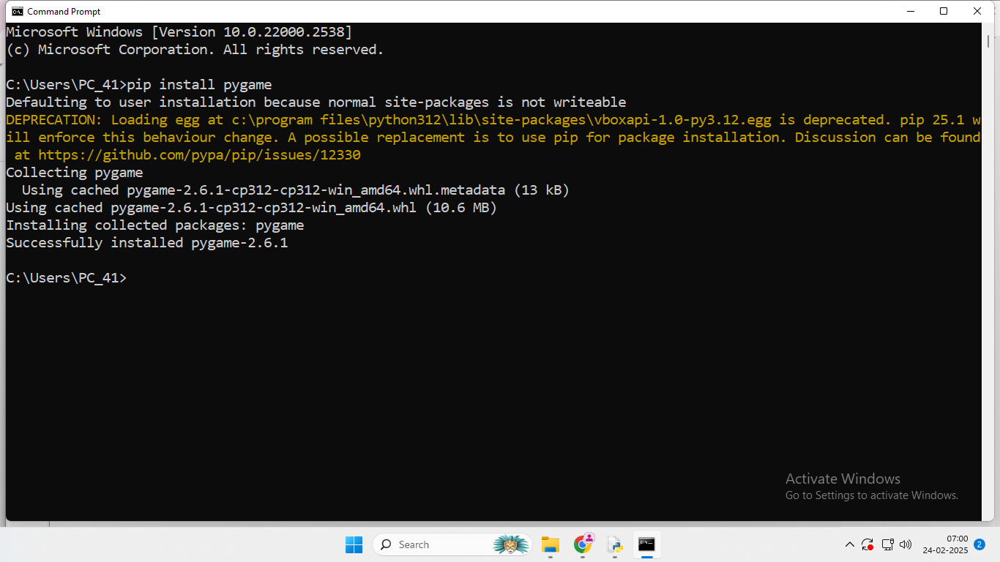 Command Prompt
Microsoft Windows [Version 10.0.22000.2538]
(c) Microsoft Corporation. All rights reserved.
C:\Users\PC_41>pip install pygame
Defaulting to user installation because normal site-packages is not writeable
DEPRECATION: Loading egg at c:\program files\python312\lib\site-packages\vboxapi-1.0-py3.12.egg is deprecated. pip 25.1 w
ill enforce this behaviour change. A possible replacement is to use pip for package installation. Discussion can be found
at https://github.com/pypa/pip/issues/12330
Collecting pygame
Using cached pygame-2.6.1-cp312-cp312-win_amd64.whl.metadata (13 kB)
Using cached pygame-2.6.1-cp312-cp312-win_amd64.whl (10.6 MB)
Installing collected packages: pygame
Successfully installed pygame-2.6.1
C:\Users\PC_41>
Activate Windows
Go to Settings to activate Windows.
Search
07:00
24-02-2025
2